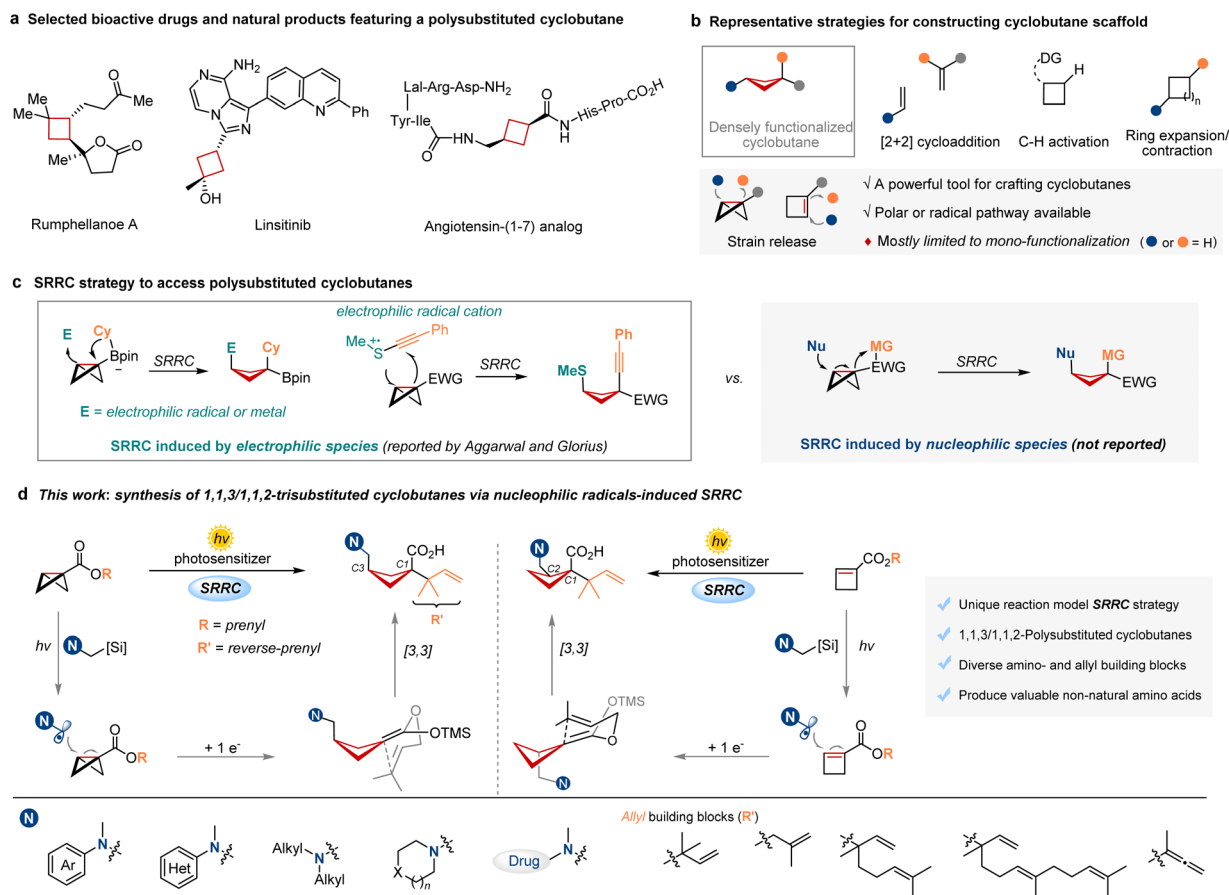 a Selected bioactive drugs and natural products featuring a polysubstituted cyclobutane
O
Me
Me
Me
Me
O
O
Rumphellanoe A
N
NH2
N
N
N
Ph
OH
Linsitinib
Lal-Arg-Asp-NH2
Tyr-Ile
O
HN
O
N
H
His-Pro-CO2H
Angiotensin-(1-7) analog
b Representative strategies for constructing cyclobutane scaffold
Densely functionalized
cyclobutane
[2+2] cycloaddition
DG
H
C-H activation
( )n
Ring expansion/
contraction
Strain release
√ A powerful tool for crafting cyclobutanes
√ Polar or radical pathway available
♦ Mostly limited to mono-functionalization ( or = H)
c SRRC strategy to access polysubstituted cyclobutanes
E
Cy
Bpin
–
SRRC
E
Cy
Bpin
E = electrophilic radical or metal
electrophilic radical cation
Me
+•
S
Ph
EWG
SRRC
Ph
MeS
EWG
SRRC induced by electrophilic species (reported by Aggarwal and Glorius)
vs.
Nu
MG
EWG
SRRC
Nu
MG
EWG
SRRC induced by nucleophilic species (not reported)
d This work: synthesis of 1,1,3/1,1,2-trisubstituted cyclobutanes via nucleophilic radicals-induced SRRC
O
OR
hv
photosensitizer
SRRC
R = prenyl
R' = reverse-prenyl
N
CO2H
C1
C3
R'
N
CO2H
C2
C1
hv
photosensitizer
SRRC
CO2R
hv
N
[Si]
[3,3]
[3,3]
N
[Si]
hv
N
O
OR
+ 1 e-
N
O
OTMS
OTMS
O
N
+ 1 e-
N
O
OR
Unique reaction model SRRC strategy
1,1,3/1,1,2-Polysubstituted cyclobutanes
Diverse amino- and allyl building blocks
Produce valuable non-natural amino acids
N
Ar
N
Het
N
Alkyl
N
Alkyl
N
X
( )n
Drug
N
Allyl building blocks (R')